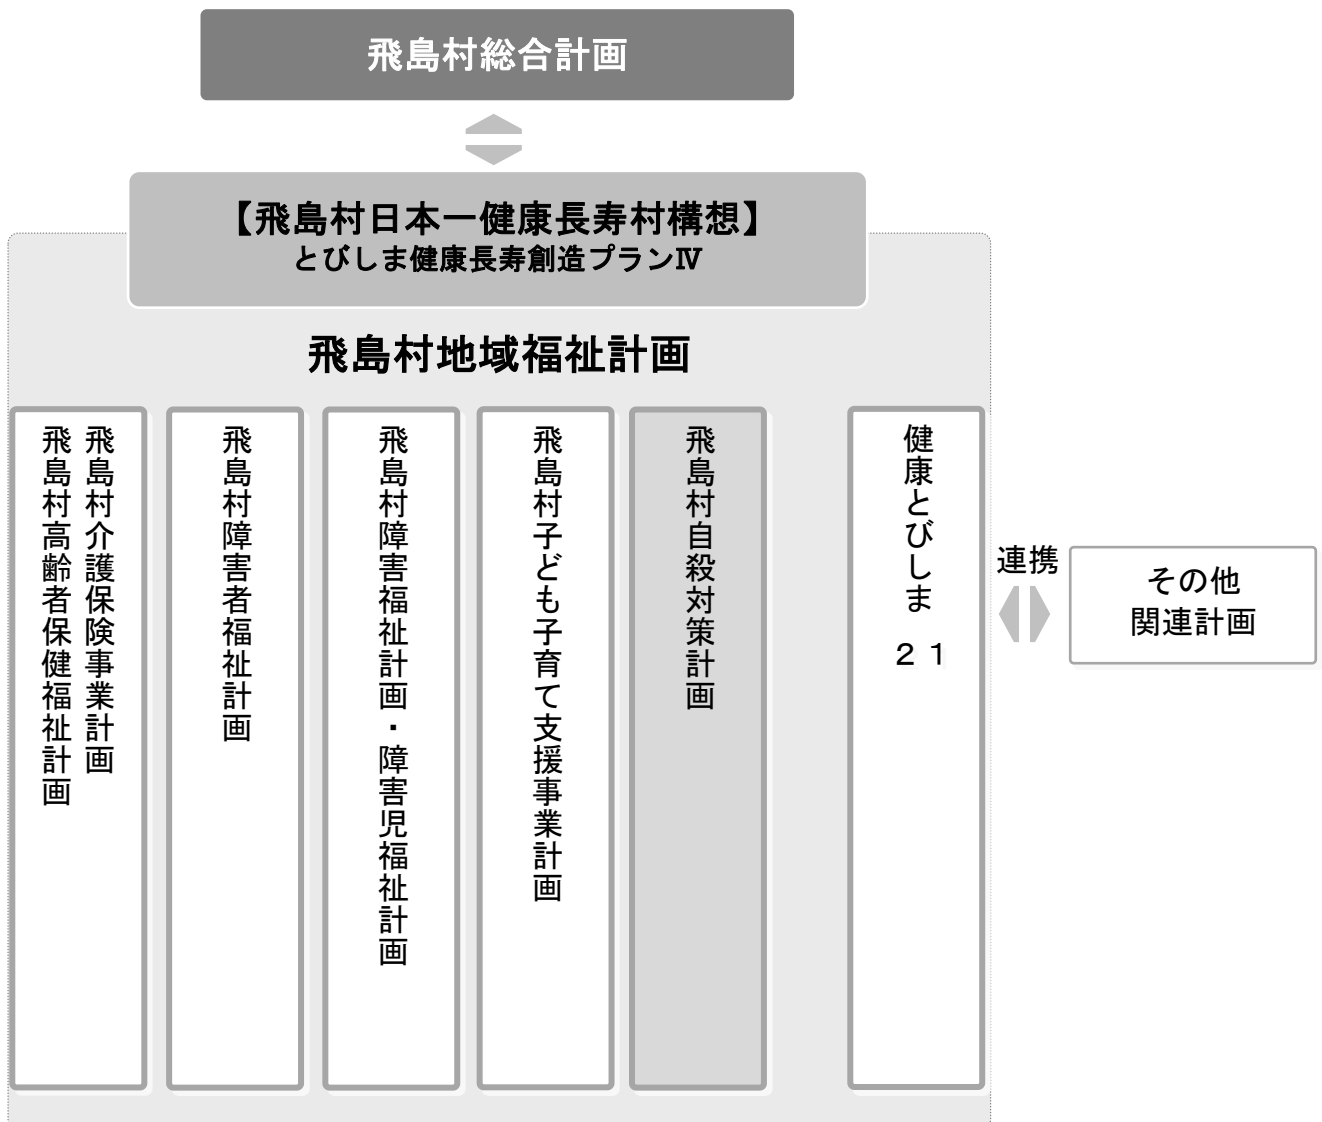 飛島村総合計画
【飛島村日本一健康長寿村構想】
とびしま健康長寿創造プランⅣ
飛島村地域福祉計画
飛島村介護保険事業計画
飛島村高齢者保健福祉計画
飛島村障害者福祉計画
飛島村障害福祉計画・障害児福祉計画
飛島村子ども子育て支援事業計画
飛島村自殺対策計画
健康とびしま ２１
連携
その他
関連計画